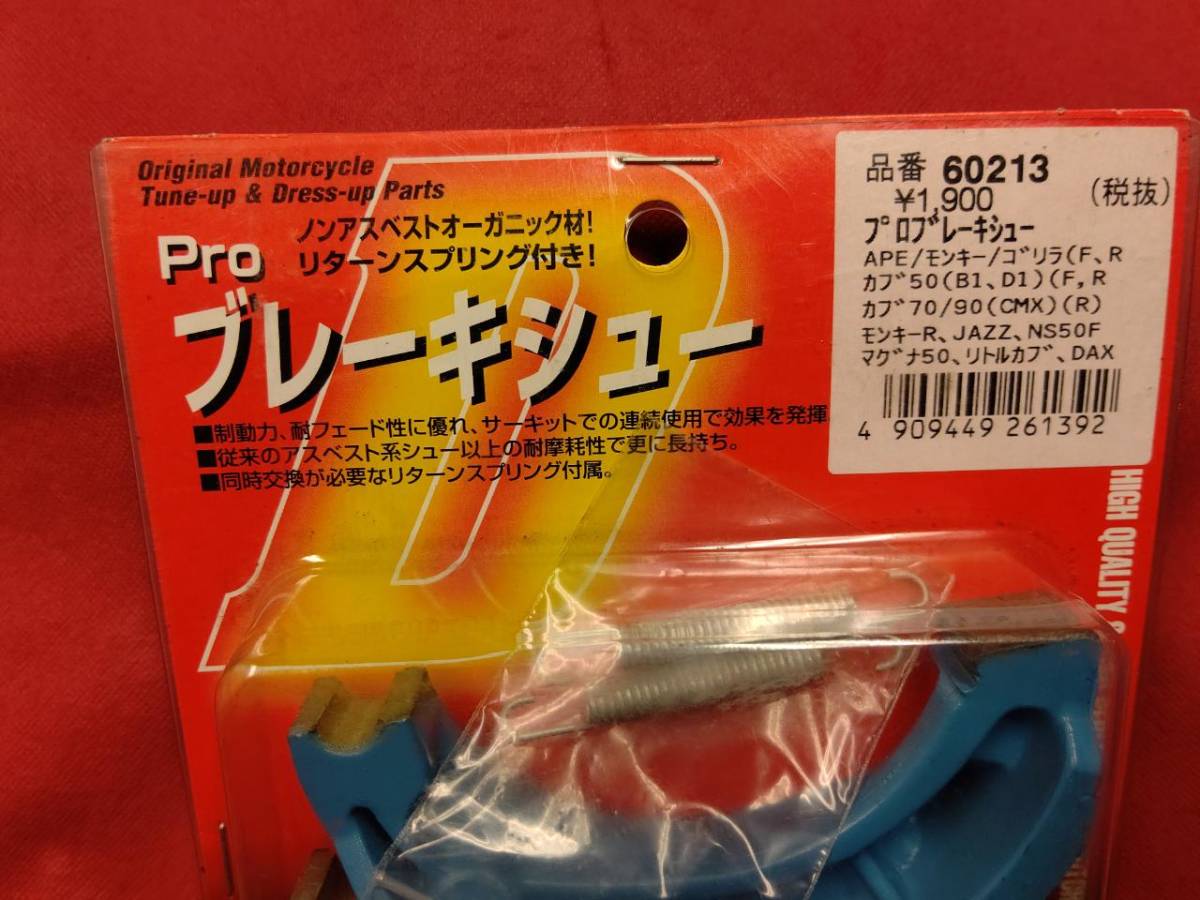 Original Motorcycle
Tune-up & Dress-up Parts
ノンアスベストオーガニック材!
リターンスプリング付き!
Pro
ブレーキシュー
■制動力、耐フェード性に優れ、サーキットでの連続使用で効果を発揮
■従来のアスベスト系シュー以上の耐摩耗性で更に長持ち。
■同時交換が必要なリターンスプリング付属。
品番 60213
¥1,900 (税抜)
プロブレーキシュー
APE/モンキー/ゴリラ(F、R
カブ50(B1、D1)(F,R
カブ70/90(CMX)(R)
モンキーR、JAZZ、NS50F
マグナ50、リトルカブ、DAX
4 909449 261392
HIGH QUALITY